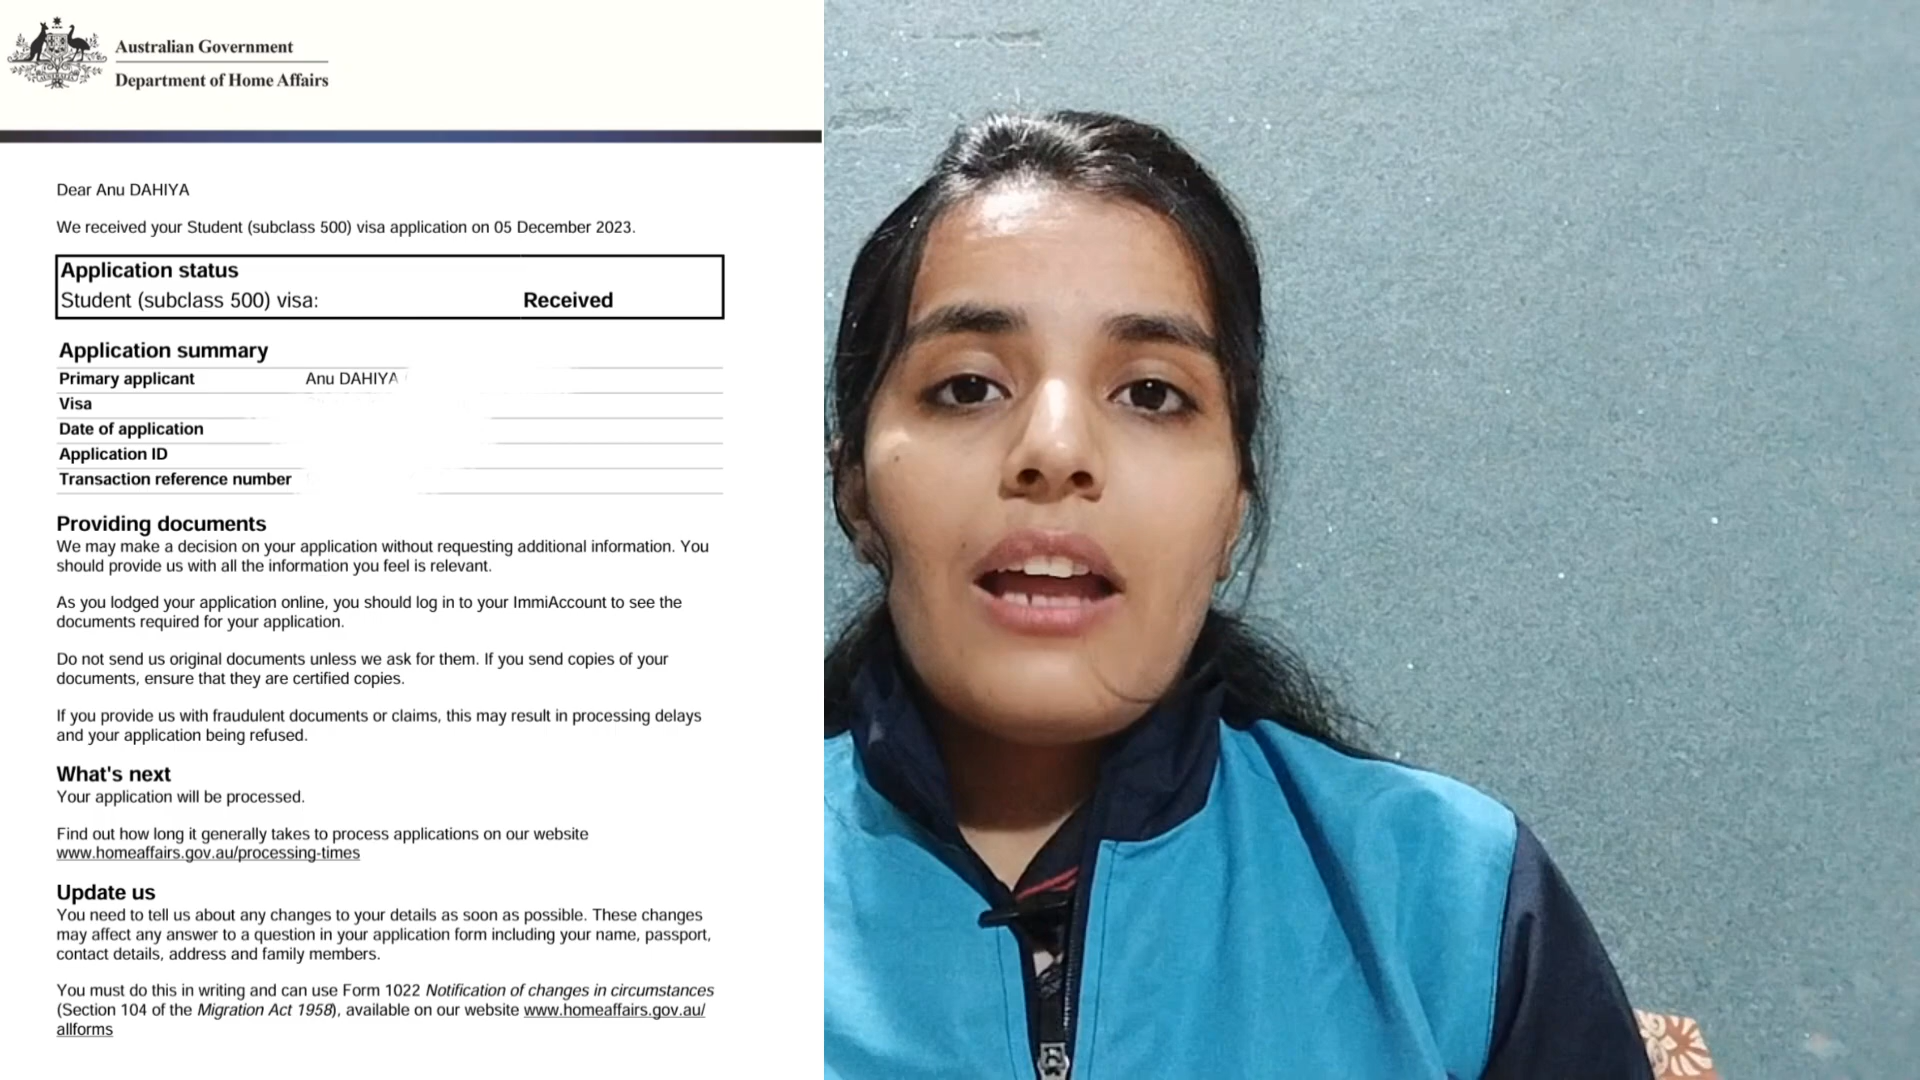 Australian Government
Department of Home Affairs
Dear Anu DAHIYA
We received your Student (subclass 500) visa application on 05 December 2023.
Application status
Student (subclass 500) visa: Received
Application summary
Primary applicant Anu DAHIYA
Visa
Date of application
Application ID
Transaction reference number
Providing documents
We may make a decision on your application without requesting additional information. You
should provide us with all the information you feel is relevant.
As you lodged your application online, you should log in to your ImmiAccount to see the
documents required for your application.
Do not send us original documents unless we ask for them. If you send copies of your
documents, ensure that they are certified copies.
If you provide us with fraudulent documents or claims, this may result in processing delays
and your application being refused.
What's next
Your application will be processed.
Find out how long it generally takes to process applications on our website
www.homeaffairs.gov.au/processing-times
Update us
You need to tell us about any changes to your details as soon as possible. These changes
may affect any answer to a question in your application form including your name, passport,
contact details, address and family members.
You must do this in writing and can use Form 1022 Notification of changes in circumstances
(Section 104 of the Migration Act 1958), available on our website www.homeaffairs.gov.au/
allforms